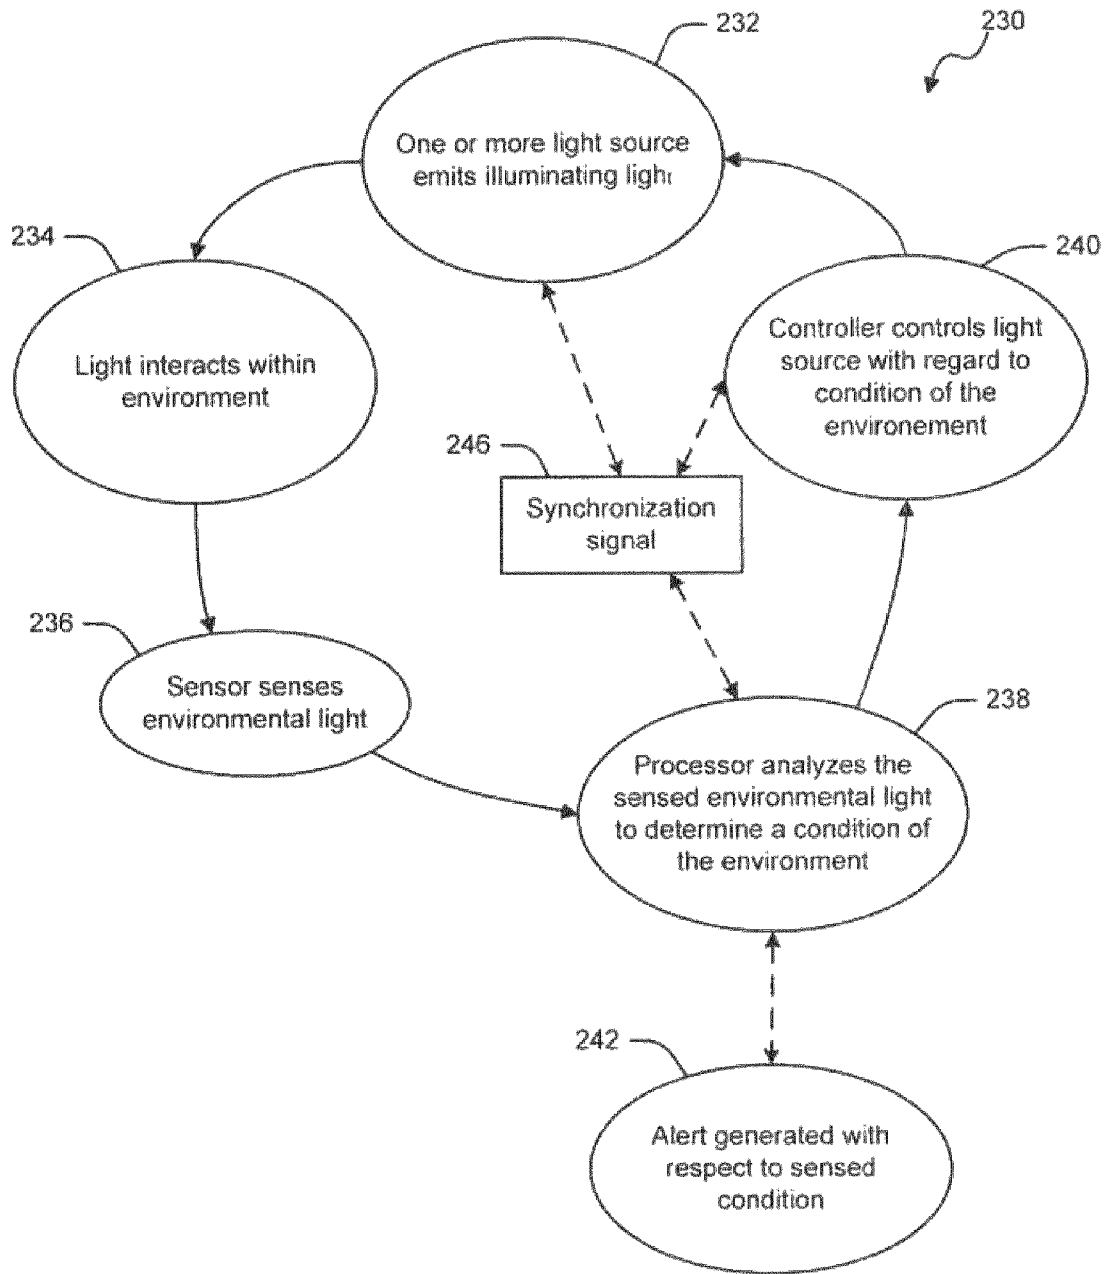 232
230
One or more light source
emits illuminating light
234
240
Light interacts within
environment
Controller controls light
source with regard to
condition of the
environement
246
Synchronization
signal
236
Sensor senses
environmental light
238
Processor analyzes the
sensed environmental light
to determine a condition of
the environment
242
Alert generated with
respect to sensed
condition